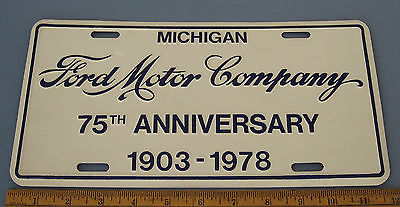 MICHIGAN
Ford Motor Company
75TH ANNIVERSARY
1903-1978